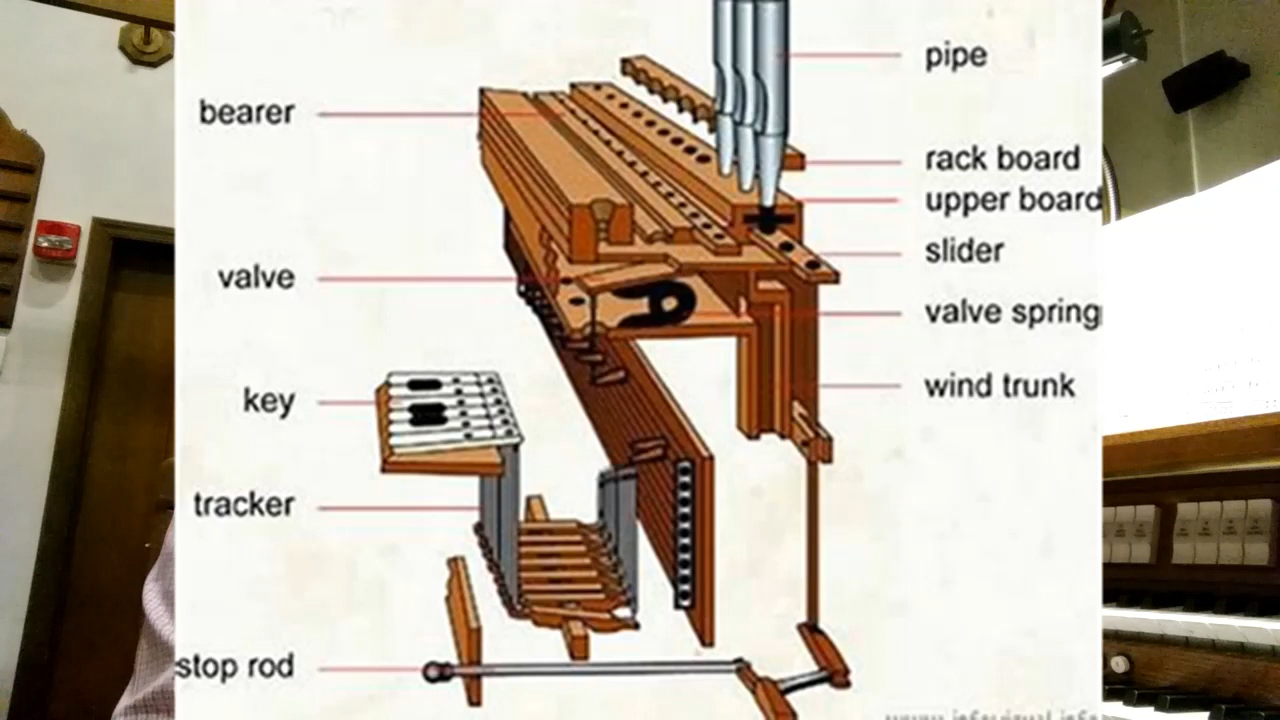 pipe
bearer
rack board
upper board
slider
valve
valve spring
wind trunk
key
tracker
stop rod